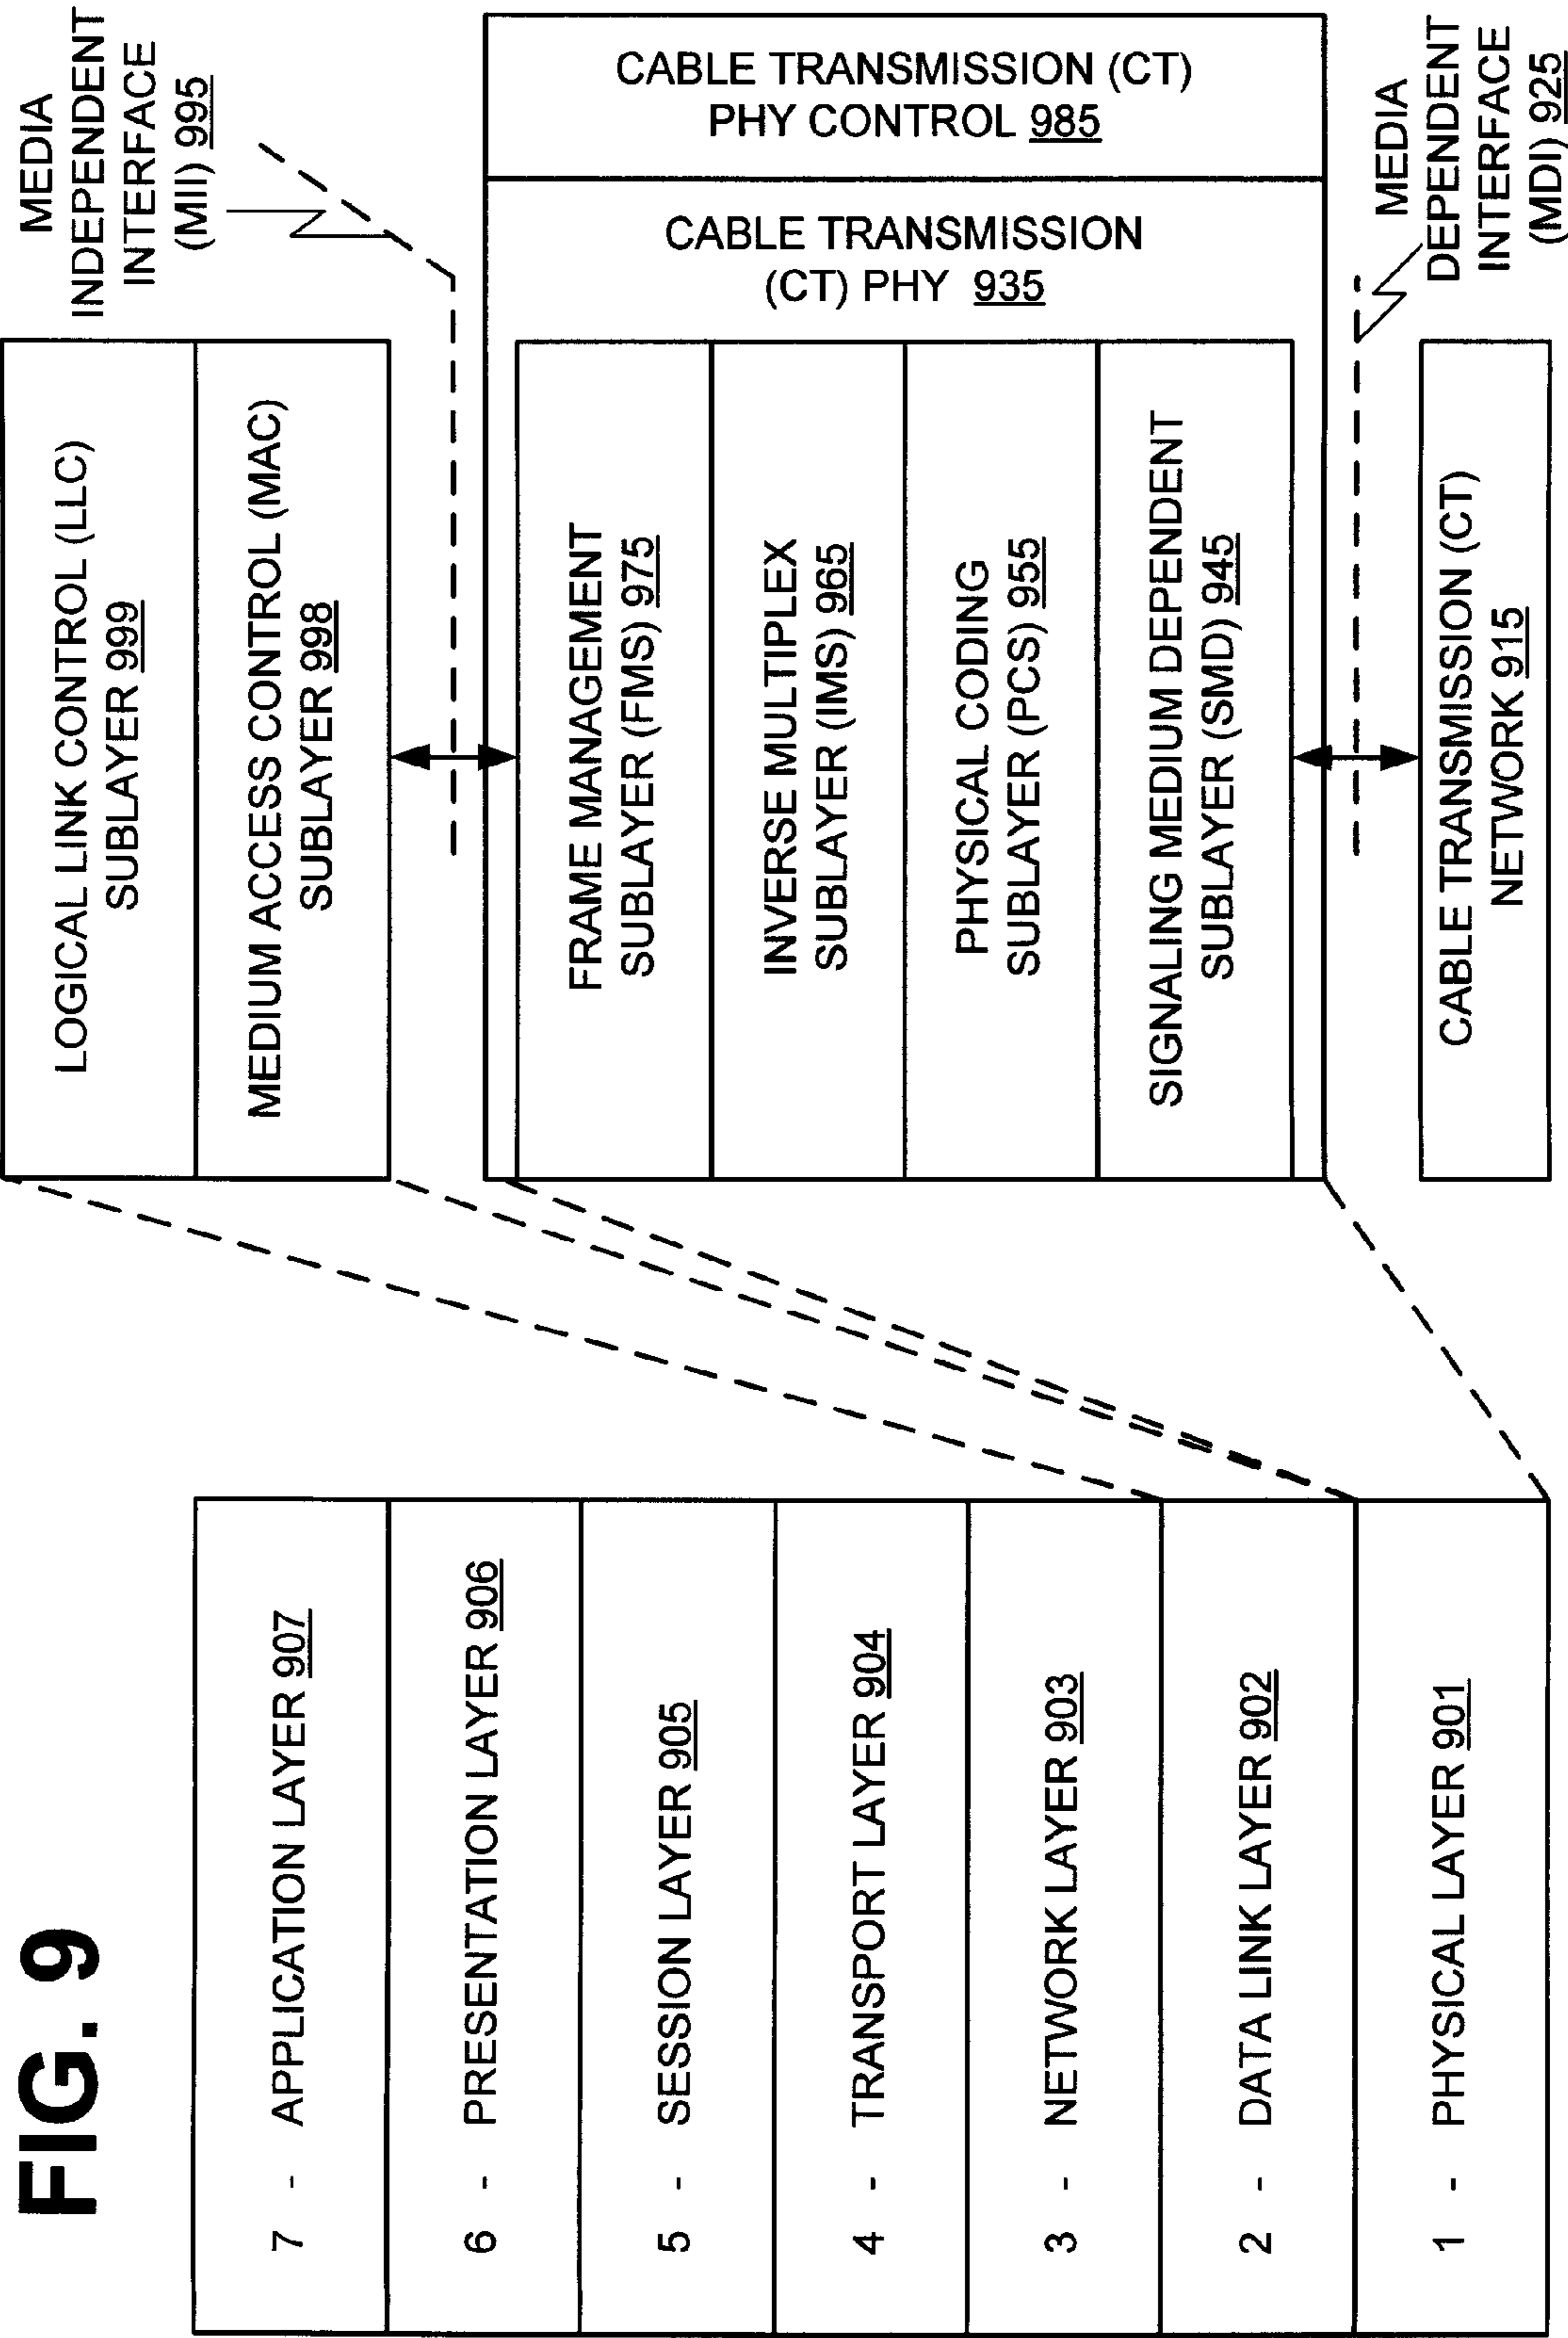 FIG. 9
7 - APPLICATION LAYER 907
6 - PRESENTATION LAYER 906
5 - SESSION LAYER 905
4 - TRANSPORT LAYER 904
3 - NETWORK LAYER 903
2 - DATA LINK LAYER 902
1 - PHYSICAL LAYER 901
LOGICAL LINK CONTROL (LLC)
SUBLAYER 999
MEDIUM ACCESS CONTROL (MAC)
SUBLAYER 998
MEDIA
INDEPENDENT
INTERFACE
(MII) 995
FRAME MANAGEMENT
SUBLAYER (FMS) 975
INVERSE MULTIPLEX
SUBLAYER (IMS) 965
PHYSICAL CODING
SUBLAYER (PCS) 955
SIGNALING MEDIUM DEPENDENT
SUBLAYER (SMD) 945
CABLE TRANSMISSION
(CT) PHY 935
CABLE TRANSMISSION (CT)
PHY CONTROL 985
MEDIA
DEPENDENT
INTERFACE
(MDI) 925
CABLE TRANSMISSION (CT)
NETWORK 915